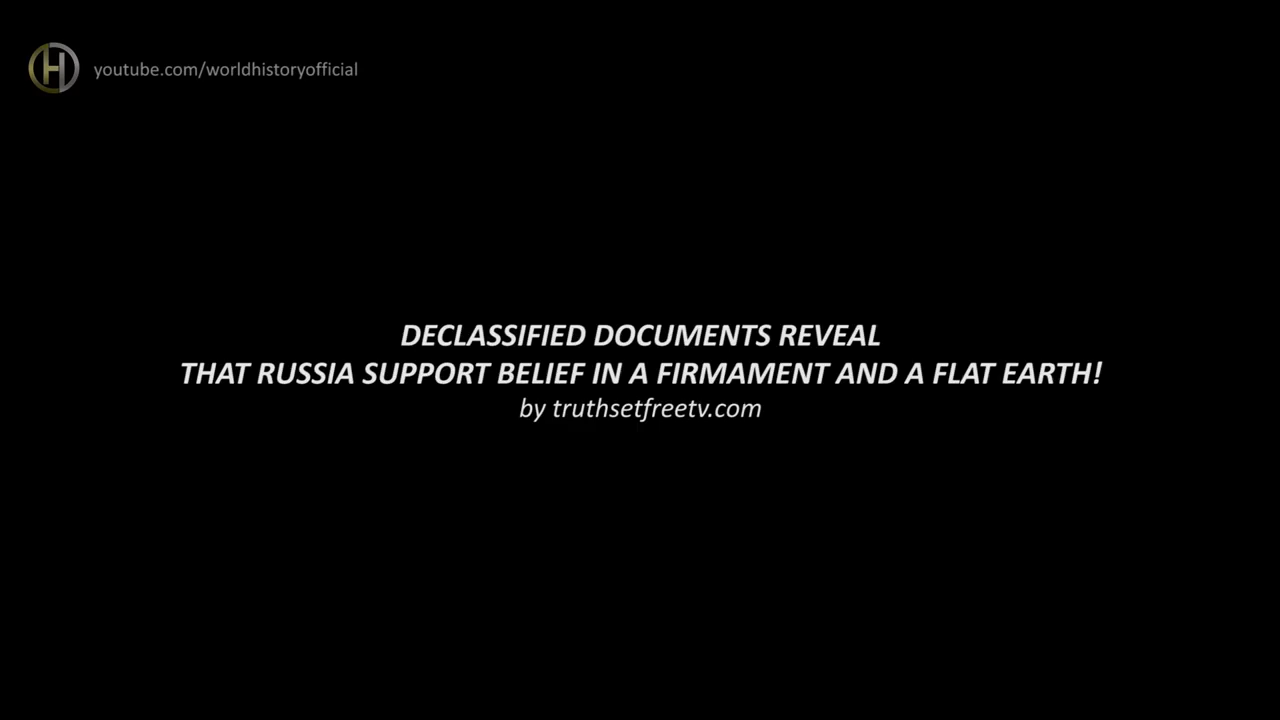 youtube.com/worldhistoryofficial
DECLASSIFIED DOCUMENTS REVEAL
THAT RUSSIA SUPPORT BELIEF IN A FIRMAMENT AND A FLAT EARTH!
by truthsetfreetv.com